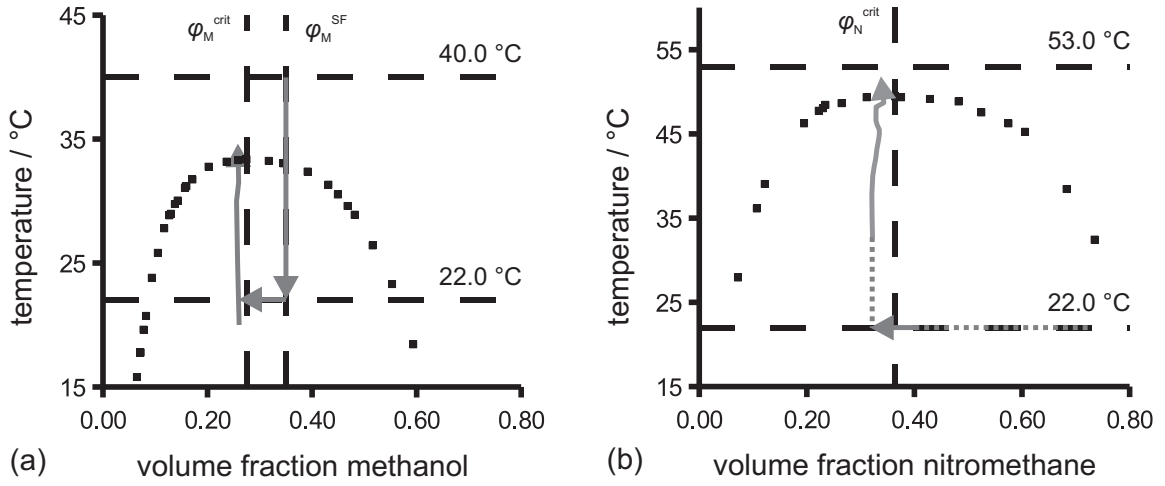 45
35
25
15
0.00
0.20
0.40
0.60
0.80
temperature / °C
φM^crit
φM^SF
40.0 °C
22.0 °C
(a)
volume fraction methanol
55
45
35
25
15
0.00
0.20
0.40
0.60
0.80
temperature / °C
φN^crit
53.0 °C
22.0 °C
(b)
volume fraction nitromethane